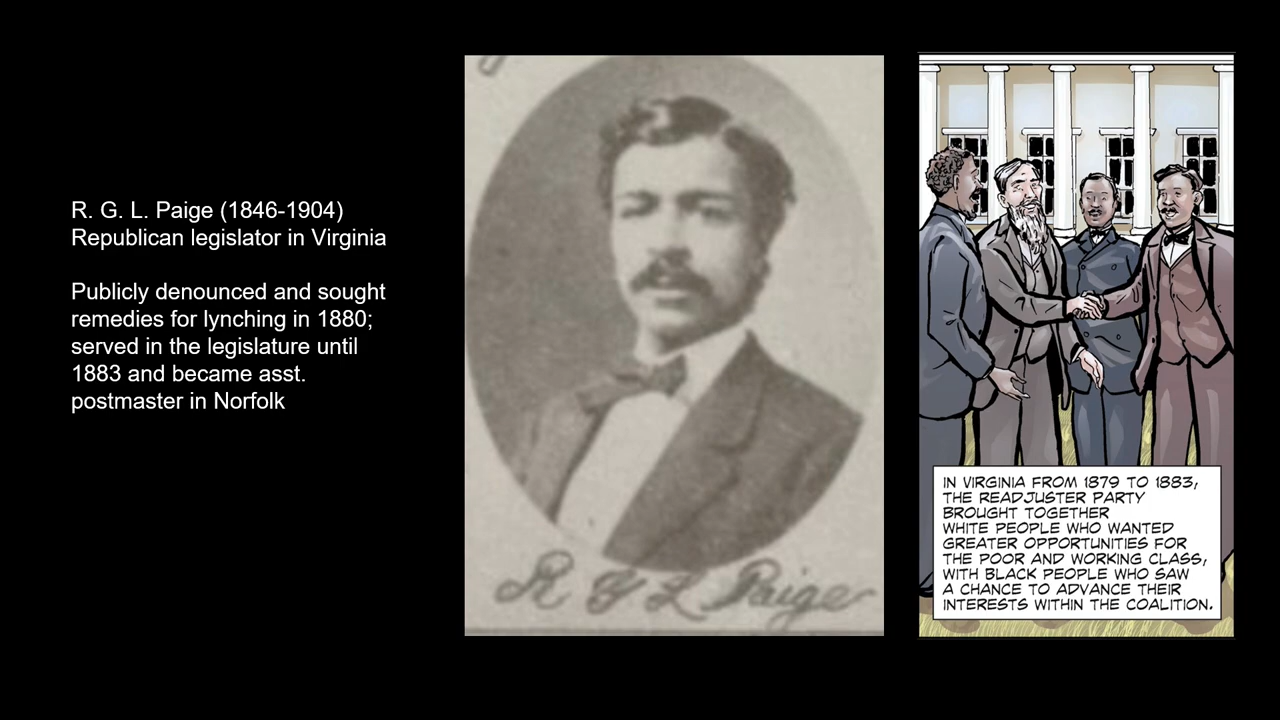 R. G. L. Paige (1846-1904)
Republican legislator in Virginia
Publicly denounced and sought
remedies for lynching in 1880;
served in the legislature until
1883 and became asst.
postmaster in Norfolk
R G L Paige
IN VIRGINIA FROM 1879 TO 1883,
THE READJUSTER PARTY
BROUGHT TOGETHER
WHITE PEOPLE WHO WANTED
GREATER OPPORTUNITIES FOR
THE POOR AND WORKING CLASS,
WITH BLACK PEOPLE WHO SAW
A CHANCE TO ADVANCE THEIR
INTERESTS WITHIN THE COALITION.